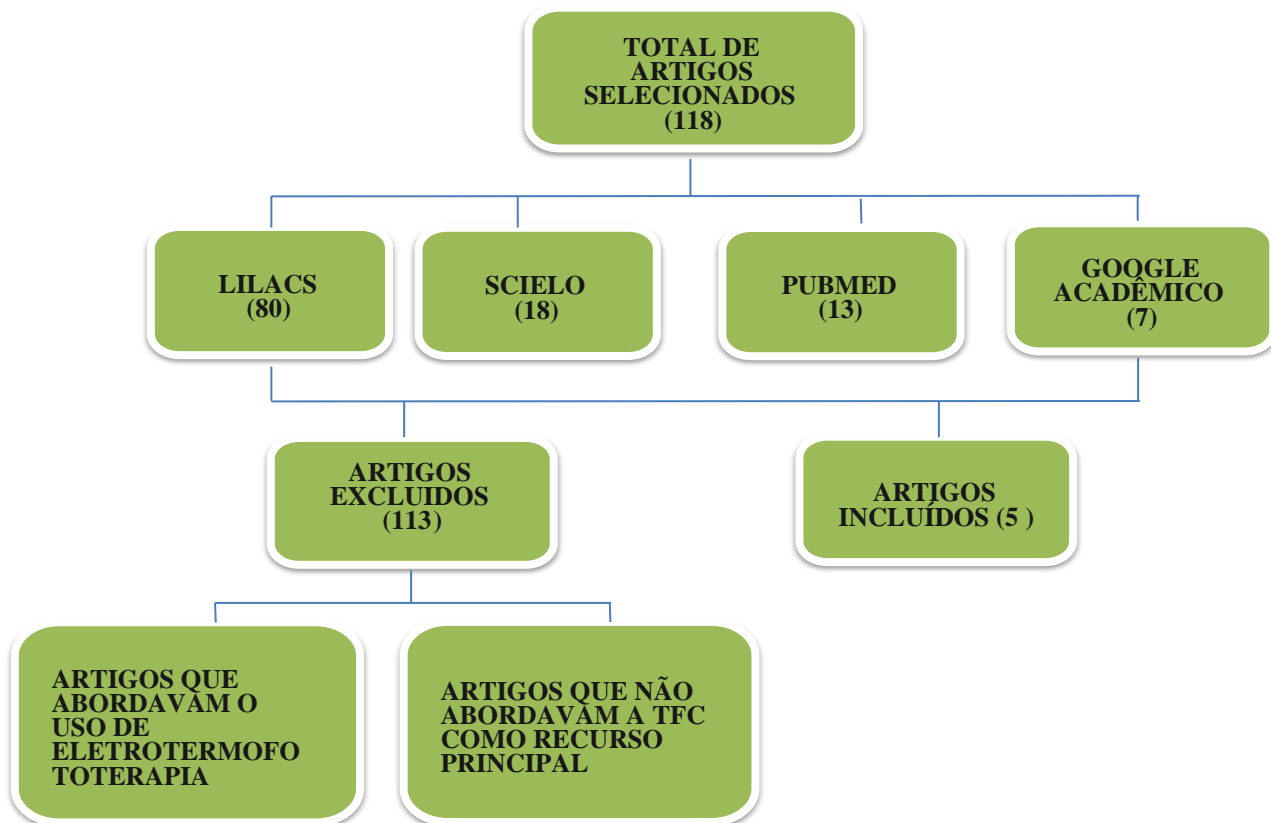 TOTAL DE
ARTIGOS
SELECIONADOS
(118)
LILACS
(80)
SCIELO
(18)
PUBMED
(13)
GOOGLE
ACADÊMICO
(7)
ARTIGOS
EXCLUIDOS
(113)
ARTIGOS
INCLUÍDOS (5 )
ARTIGOS QUE
ABORDAVAM O
USO DE
ELETROTERMOFO
TOTERAPIA
ARTIGOS QUE NÃO
ABORDAVAM A TFC
COMO RECURSO
PRINCIPAL